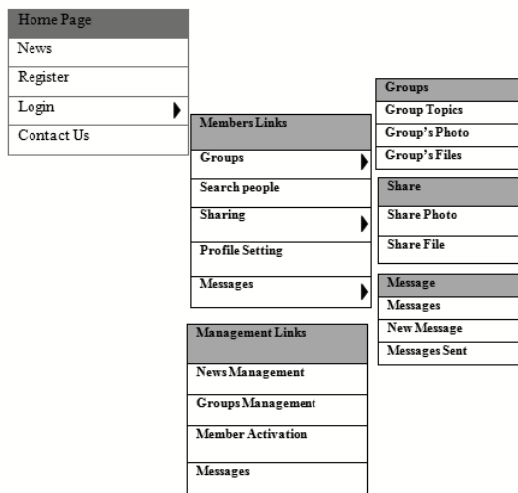 Home Page
News
Register
Login
Contact Us
Members Links
Groups
Search people
Sharing
Profile Setting
Messages
Groups
Group Topics
Group's Photo
Group's Files
Share
Share Photo
Share File
Message
Messages
New Message
Messages Sent
Management Links
News Management
Groups Management
Member Activation
Messages